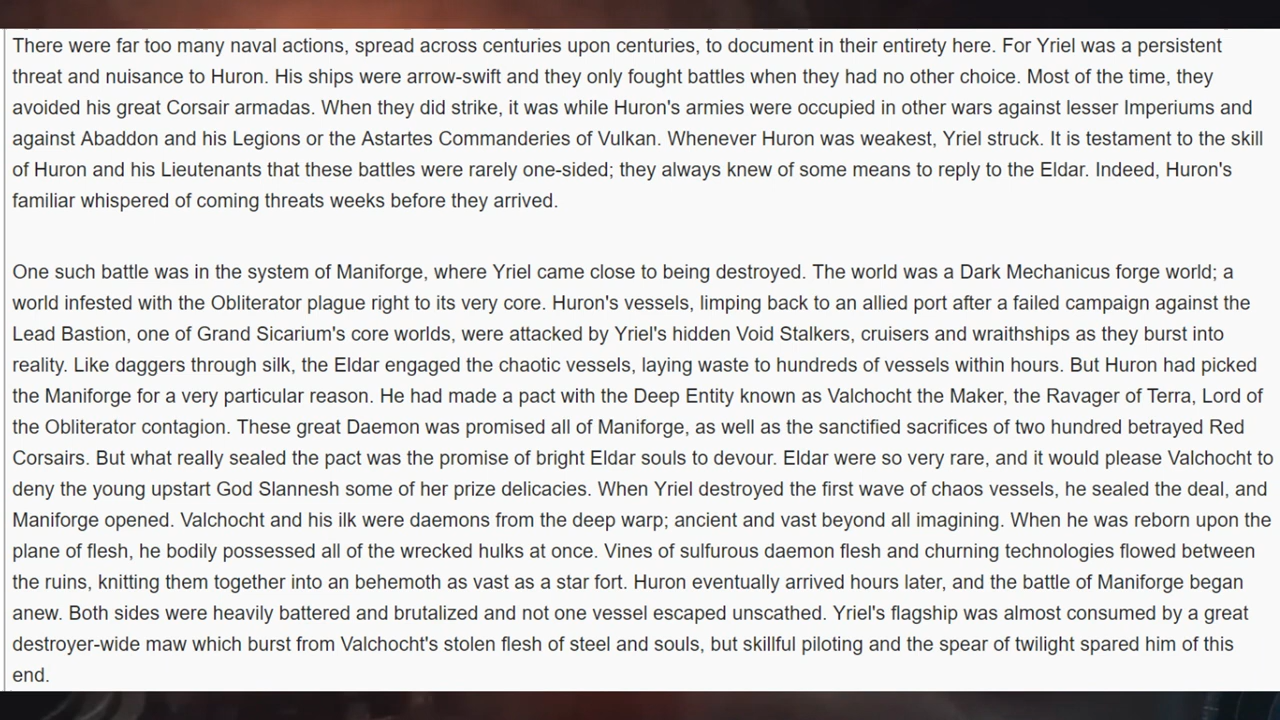 There were far too many naval actions, spread across centuries upon centuries, to document in their entirety here. For Yriel was a persistent
threat and nuisance to Huron. His ships were arrow-swift and they only fought battles when they had no other choice. Most of the time, they
avoided his great Corsair armadas. When they did strike, it was while Huron's armies were occupied in other wars against lesser Imperiums and
against Abaddon and his Legions or the Astartes Commanderies of Vulkan. Whenever Huron was weakest, Yriel struck. It is testament to the skill
of Huron and his Lieutenants that these battles were rarely one-sided; they always knew of some means to reply to the Eldar. Indeed, Huron's
familiar whispered of coming threats weeks before they arrived.
One such battle was in the system of Maniforge, where Yriel came close to being destroyed. The world was a Dark Mechanicus forge world; a
world infested with the Obliterator plague right to its very core. Huron's vessels, limping back to an allied port after a failed campaign against the
Lead Bastion, one of Grand Sicarium's core worlds, were attacked by Yriel's hidden Void Stalkers, cruisers and wraithships as they burst into
reality. Like daggers through silk, the Eldar engaged the chaotic vessels, laying waste to hundreds of vessels within hours. But Huron had picked
the Maniforge for a very particular reason. He had made a pact with the Deep Entity known as Valchocht the Maker, the Ravager of Terra, Lord of
the Obliterator contagion. These great Daemon was promised all of Maniforge, as well as the sanctified sacrifices of two hundred betrayed Red
Corsairs. But what really sealed the pact was the promise of bright Eldar souls to devour. Eldar were so very rare, and it would please Valchocht to
deny the young upstart God Slannesh some of her prize delicacies. When Yriel destroyed the first wave of chaos vessels, he sealed the deal, and
Maniforge opened. Valchocht and his ilk were daemons from the deep warp; ancient and vast beyond all imagining. When he was reborn upon the
plane of flesh, he bodily possessed all of the wrecked hulks at once. Vines of sulfurous daemon flesh and churning technologies flowed between
the ruins, knitting them together into an behemoth as vast as a star fort. Huron eventually arrived hours later, and the battle of Maniforge began
anew. Both sides were heavily battered and brutalized and not one vessel escaped unscathed. Yriel's flagship was almost consumed by a great
destroyer-wide maw which burst from Valchocht's stolen flesh of steel and souls, but skillful piloting and the spear of twilight spared him of this
end.